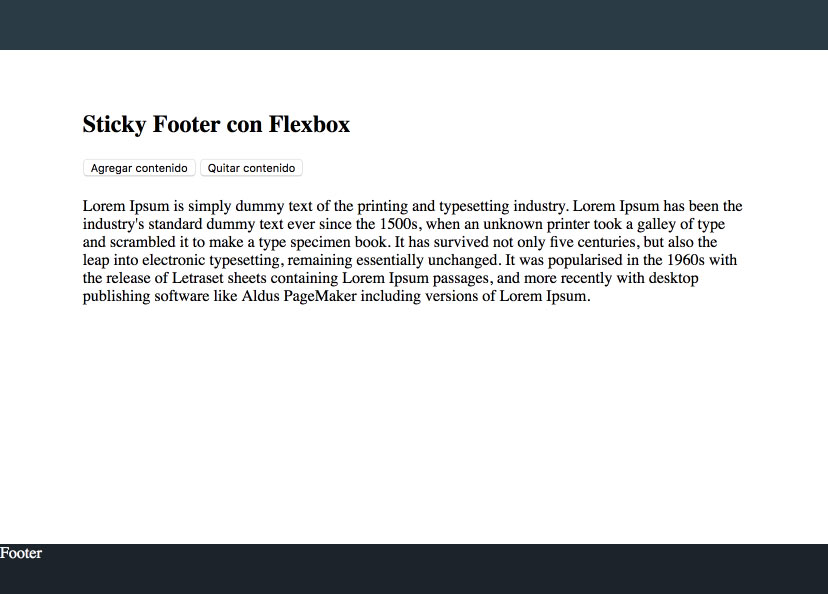 Sticky Footer con Flexbox
Agregar contenido Quitar contenido
Lorem Ipsum is simply dummy text of the printing and typesetting industry. Lorem Ipsum has been the
industry's standard dummy text ever since the 1500s, when an unknown printer took a galley of type
and scrambled it to make a type specimen book. It has survived not only five centuries, but also the
leap into electronic typesetting, remaining essentially unchanged. It was popularised in the 1960s with
the release of Letraset sheets containing Lorem Ipsum passages, and more recently with desktop
publishing software like Aldus PageMaker including versions of Lorem Ipsum.
Footer